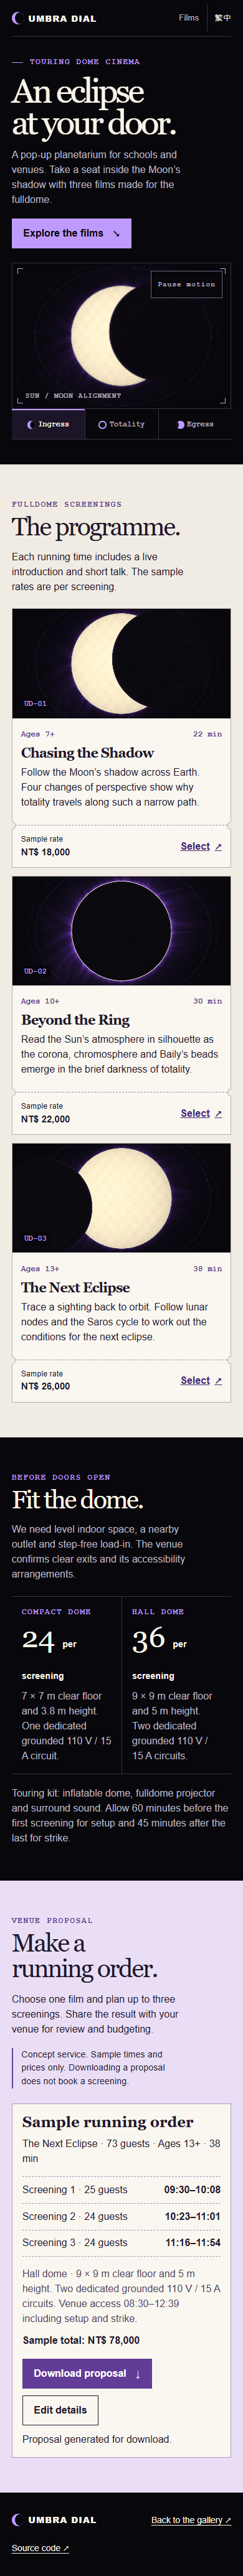 UMBRA DIAL
Films
繁中
TOURING DOME CINEMA
An eclipse
at your door.
A pop-up planetarium for schools and
venues. Take a seat inside the Moon's
shadow with three films made for the
fulldome.
Explore the films ↘
Pause motion
SUN / MOON ALIGNMENT
Ingress
Totality
Egress
FULLDOME SCREENINGS
The programme.
Each running time includes a live
introduction and short talk. The sample
rates are per screening.
UD—01
Ages 7+
22 min
Chasing the Shadow
Follow the Moon's shadow across Earth.
Four changes of perspective show why
totality travels along such a narrow path.
Sample rate
NT$ 18,000
Select ↗
UD—02
Ages 10+
30 min
Beyond the Ring
Read the Sun's atmosphere in silhouette as
the corona, chromosphere and Baily's beads
emerge in the brief darkness of totality.
Sample rate
NT$ 22,000
Select ↗
UD—03
Ages 13+
38 min
The Next Eclipse
Trace a sighting back to orbit. Follow lunar
nodes and the Saros cycle to work out the
conditions for the next eclipse.
Sample rate
NT$ 26,000
Select ↗
BEFORE DOORS OPEN
Fit the dome.
We need level indoor space, a nearby
outlet and step-free load-in. The venue
confirms clear exits and its accessibility
arrangements.
COMPACT DOME
24 per
screening
7 × 7 m clear floor
and 3.8 m height.
One dedicated
grounded 110 V / 15
A circuit.
HALL DOME
36 per
screening
9 × 9 m clear floor
and 5 m height.
Two dedicated
grounded 110 V /
15 A circuits.
Touring kit: inflatable dome, fulldome projector
and surround sound. Allow 60 minutes before the
first screening for setup and 45 minutes after the
last for strike.
VENUE PROPOSAL
Make a
running order.
Choose one film and plan up to three
screenings. Share the result with your
venue for review and budgeting.
Concept service. Sample times and
prices only. Downloading a proposal
does not book a screening.
Sample running order
The Next Eclipse · 73 guests · Ages 13+ · 38
min
Screening 1 · 25 guests
09:30–10:08
Screening 2 · 24 guests
10:23–11:01
Screening 3 · 24 guests
11:16–11:54
Hall dome · 9 × 9 m clear floor and 5 m
height. Two dedicated grounded 110 V / 15 A
circuits. Venue access 08:30–12:39
including setup and strike.
Sample total: NT$ 78,000
Download proposal ↓
Edit details
Proposal generated for download.
UMBRA DIAL
Back to the gallery ↗
Source code ↗